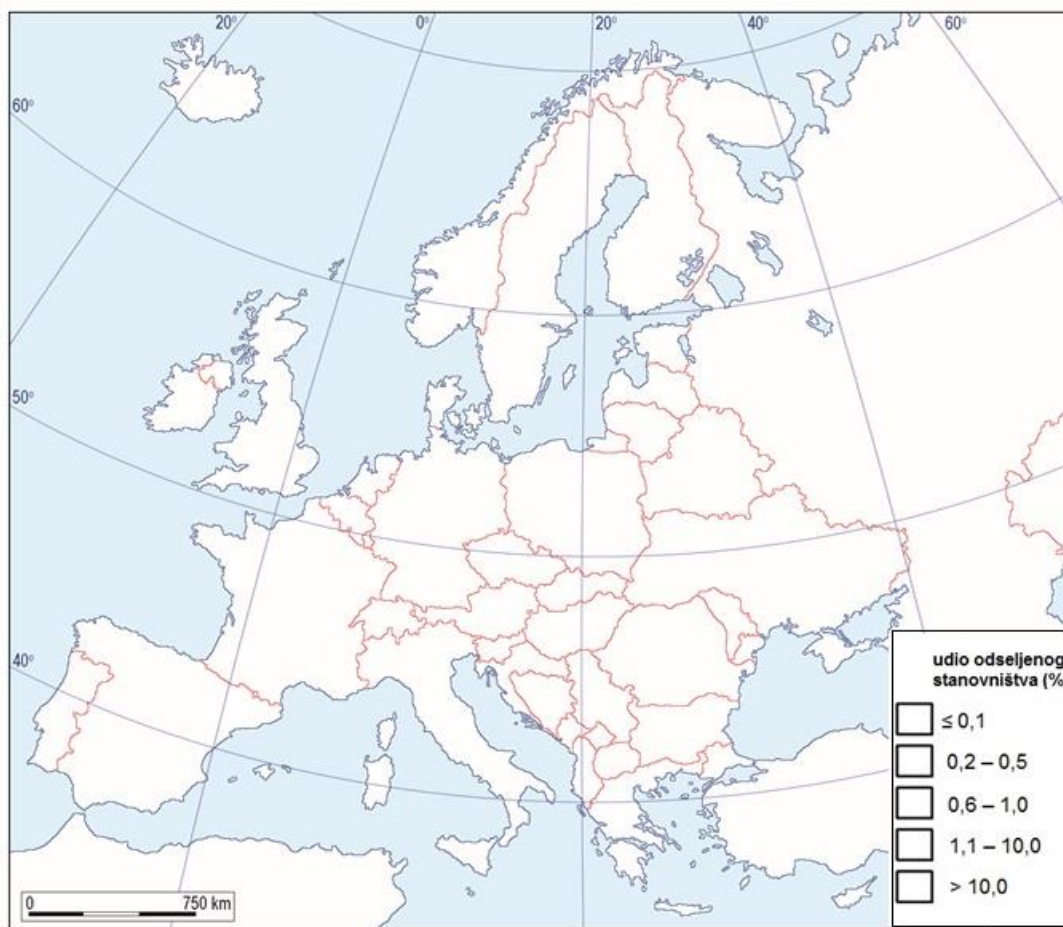 20°
0°
20°
40°
60°
60°
50°
40°
udio odseljenog
stanovništva (%
≤ 0,1
0,2 – 0,5
0,6 – 1,0
1,1 – 10,0
> 10,0
0
750 km